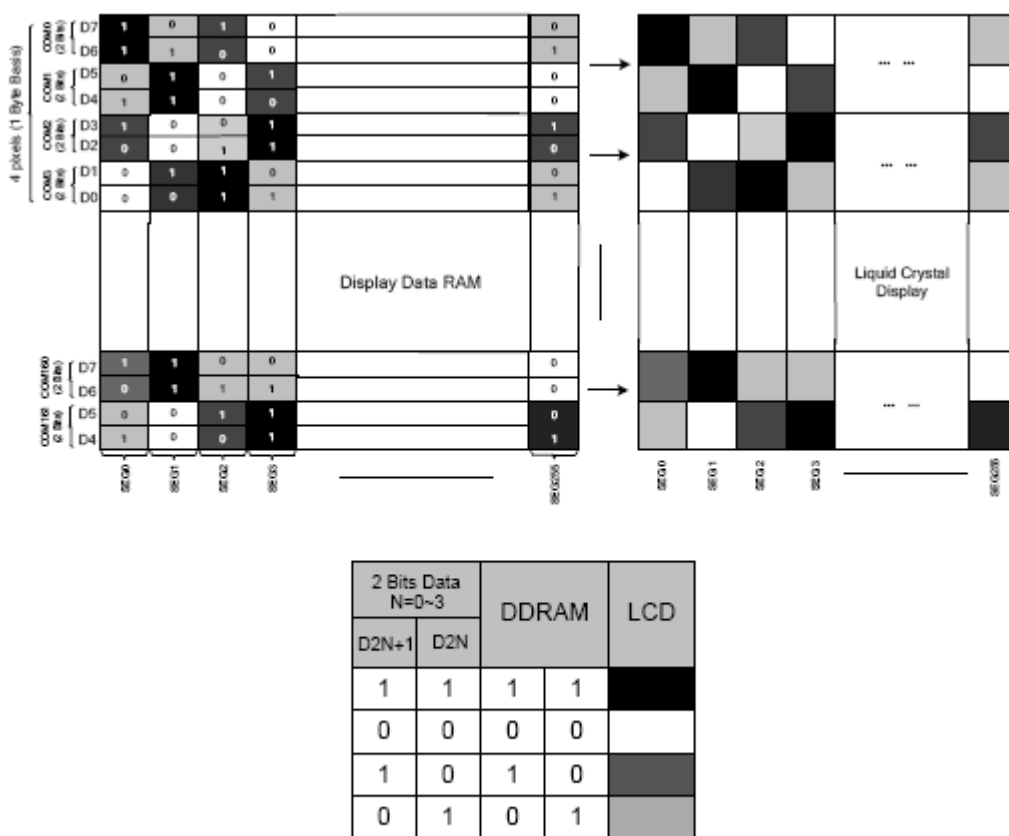 COM0 (2 Bits) D7 1 0 1 0 0
D6 1 1 0 0 1
COM1 (2 Bits) D5 0 1 0 1 0
D4 1 1 0 0 0
COM2 (2 Bits) D3 1 0 0 1 1
D2 0 0 1 1 0
COM3 (2 Bits) D1 0 1 1 0 0
D0 0 0 1 1 1
4 pixels (1 Byte Basis)
... ...
... ...
Display Data RAM
Liquid Crystal
Display
COM160 (2 Bits) D7 1 1 0 0 0
D6 0 1 1 1 0
COM161 (2 Bits) D5 0 0 1 1 0
D4 1 0 0 1 1
... ...
SEG0 SEG1 SEG2 SEG3 SEG255
SEG0 SEG1 SEG2 SEG3 SEG255
2 Bits Data
N=0~3
DDRAM LCD
D2N+1 D2N
1 1 1 1
0 0 0 0
1 0 1 0
0 1 0 1